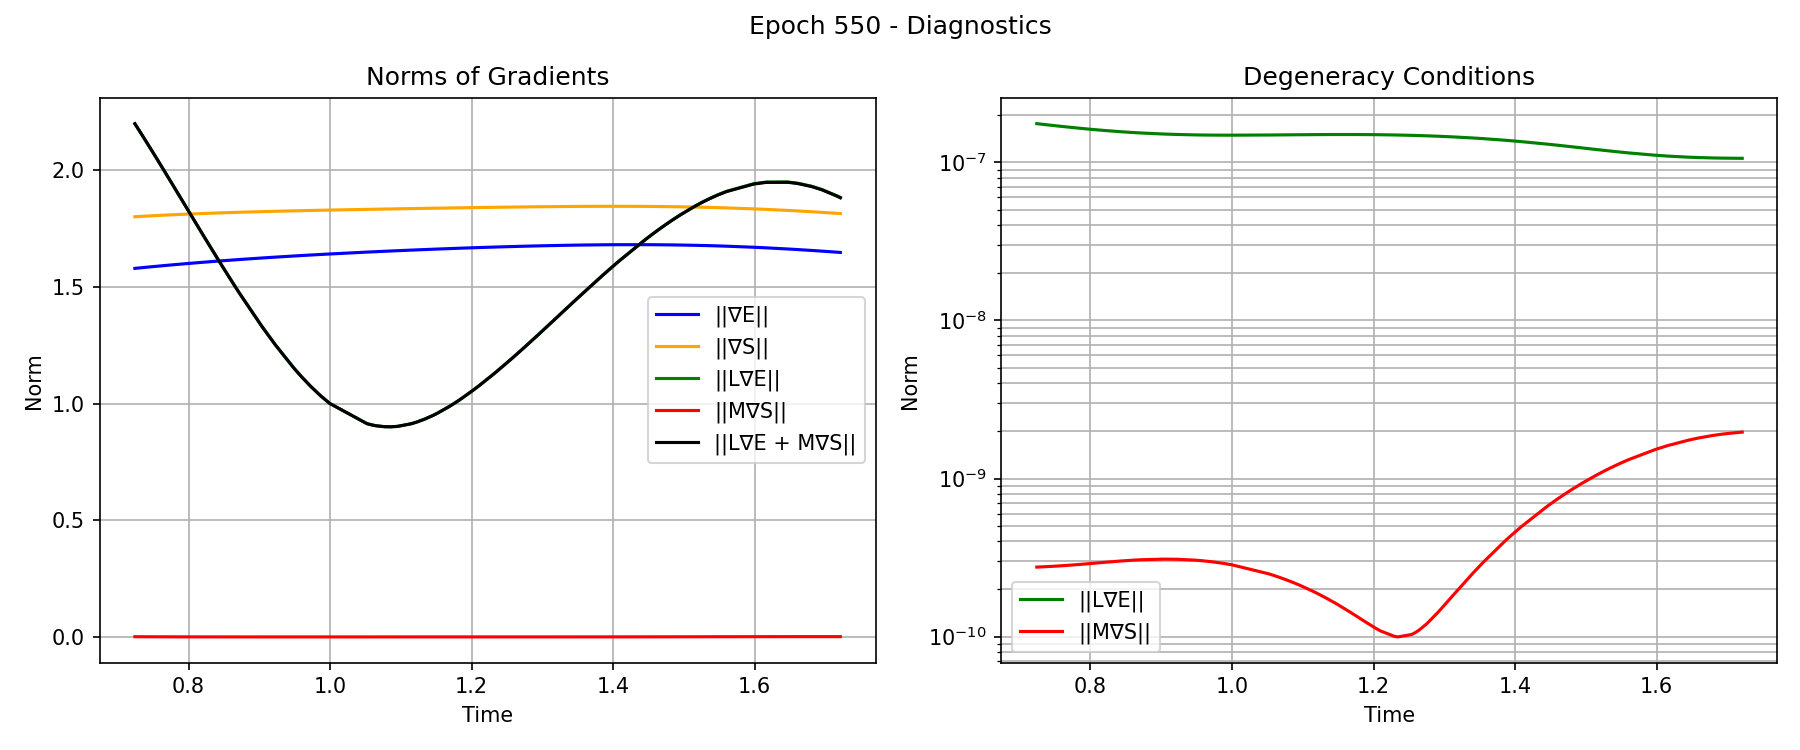 Epoch 550 - Diagnostics
Norms of Gradients
Norm
2.0
1.5
1.0
0.5
0.0
||∇E||
||∇S||
||L∇E||
||M∇S||
||L∇E + M∇S||
0.8 1.0 1.2 1.4 1.6
Time
Degeneracy Conditions
Norm
10⁻⁷
10⁻⁸
10⁻⁹
10⁻¹⁰
||L∇E||
||M∇S||
0.8 1.0 1.2 1.4 1.6
Time